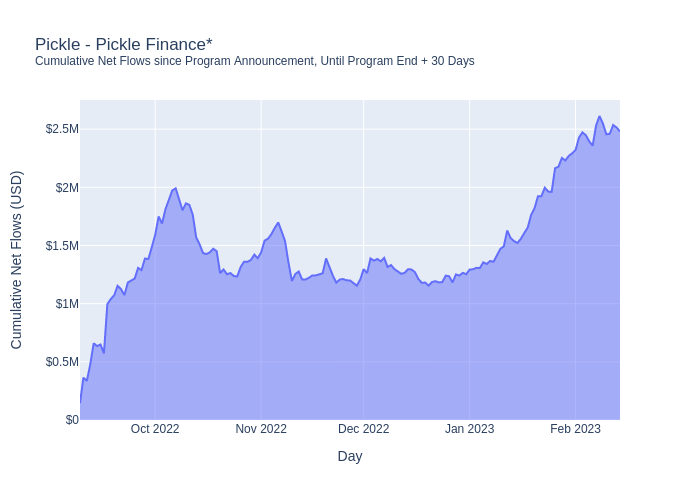 Pickle - Pickle Finance*
Cumulative Net Flows since Program Announcement, Until Program End + 30 Days
Cumulative Net Flows (USD)
$2.5M
$2M
$1.5M
$1M
$0.5M
$0
Oct 2022
Nov 2022
Dec 2022
Jan 2023
Feb 2023
Day